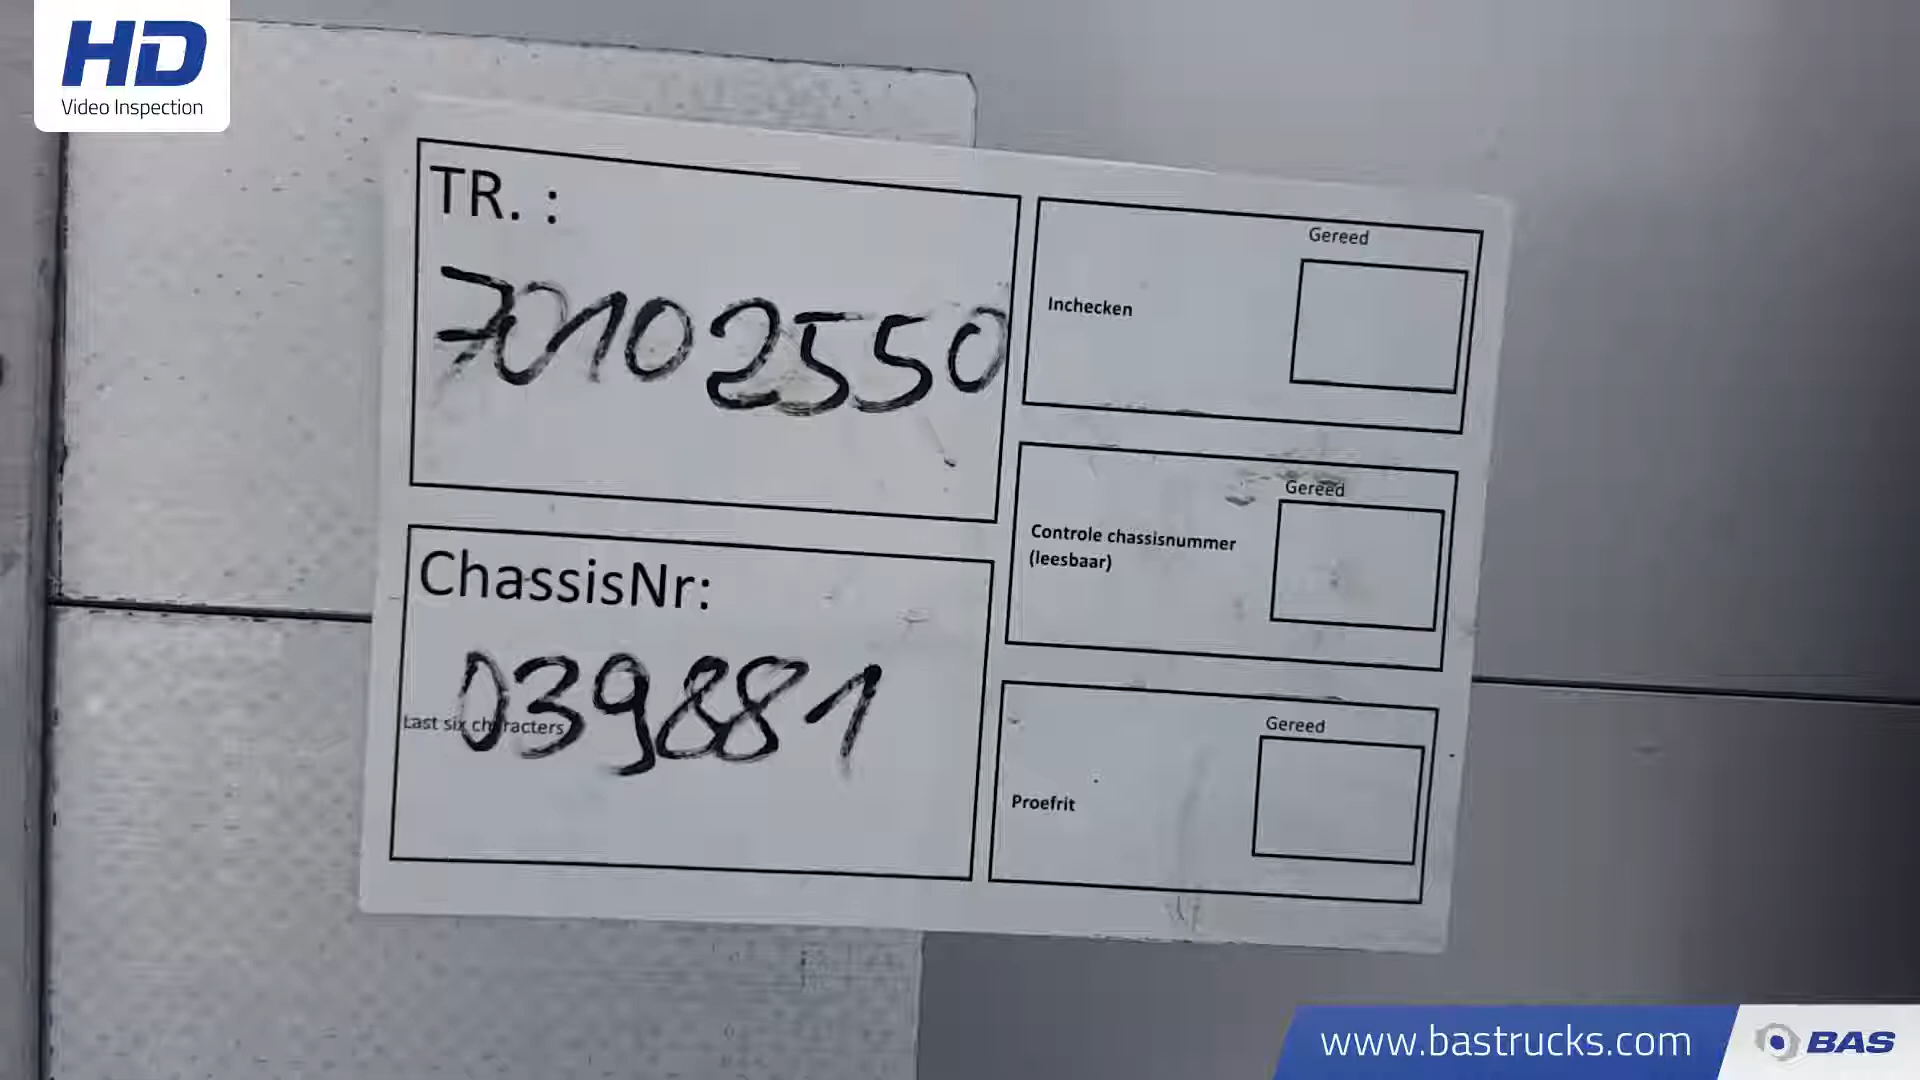 HD
Video Inspection
TR. :
70102550
ChassisNr:
039881
Last six characters
Gereed
Inchecken
Gereed
Controle chassisnummer
(leesbaar)
Gereed
Proefrit
www.bastrucks.com
BAS